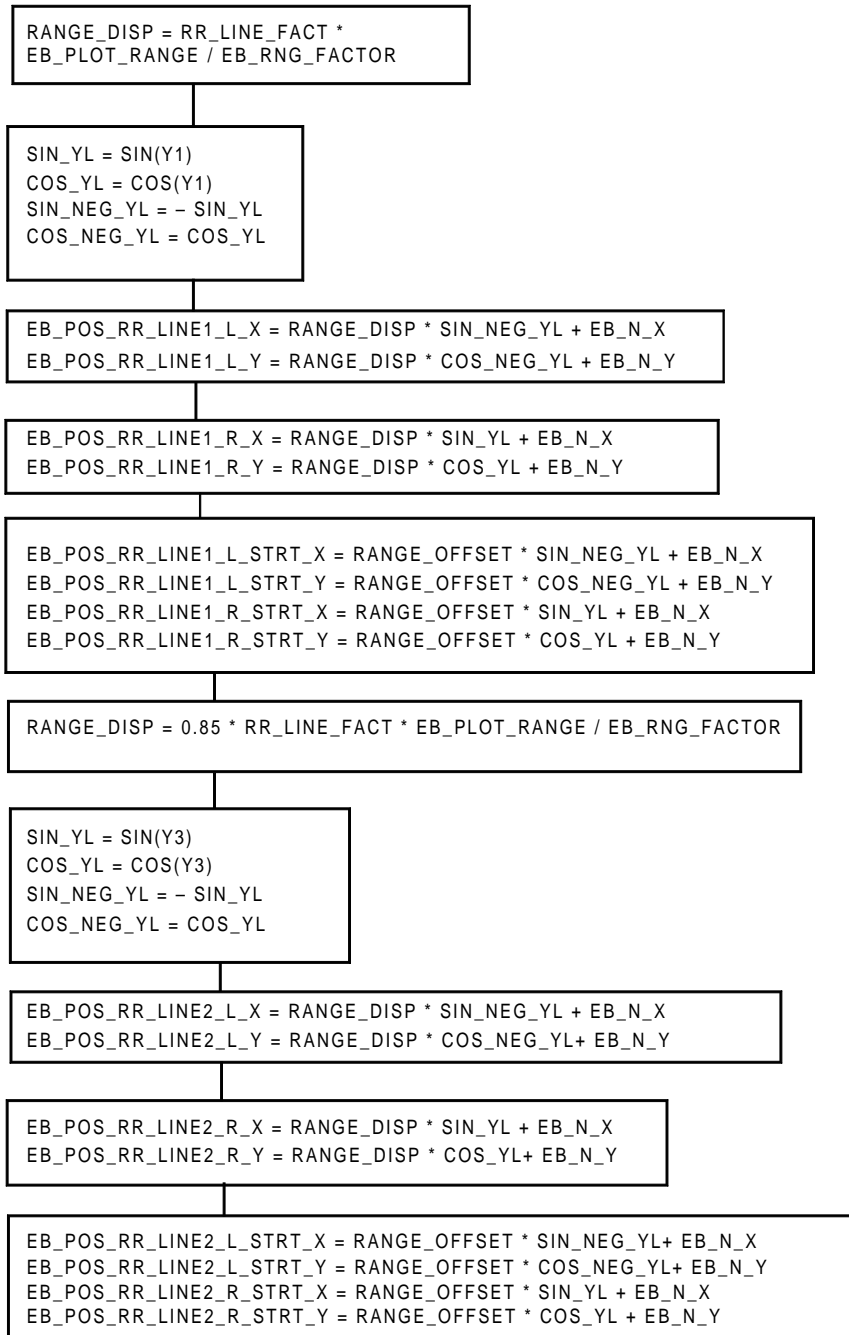 RANGE_DISP = RR_LINE_FACT *
EB_PLOT_RANGE / EB_RNG_FACTOR
SIN_YL = SIN(Y1)
COS_YL = COS(Y1)
SIN_NEG_YL = – SIN_YL
COS_NEG_YL = COS_YL
EB_POS_RR_LINE1_L_X = RANGE_DISP * SIN_NEG_YL + EB_N_X
EB_POS_RR_LINE1_L_Y = RANGE_DISP * COS_NEG_YL + EB_N_Y
EB_POS_RR_LINE1_R_X = RANGE_DISP * SIN_YL + EB_N_X
EB_POS_RR_LINE1_R_Y = RANGE_DISP * COS_YL + EB_N_Y
EB_POS_RR_LINE1_L_STRT_X = RANGE_OFFSET * SIN_NEG_YL + EB_N_X
EB_POS_RR_LINE1_L_STRT_Y = RANGE_OFFSET * COS_NEG_YL + EB_N_Y
EB_POS_RR_LINE1_R_STRT_X = RANGE_OFFSET * SIN_YL + EB_N_X
EB_POS_RR_LINE1_R_STRT_Y = RANGE_OFFSET * COS_YL + EB_N_Y
RANGE_DISP = 0.85 * RR_LINE_FACT * EB_PLOT_RANGE / EB_RNG_FACTOR
SIN_YL = SIN(Y3)
COS_YL = COS(Y3)
SIN_NEG_YL = – SIN_YL
COS_NEG_YL = COS_YL
EB_POS_RR_LINE2_L_X = RANGE_DISP * SIN_NEG_YL + EB_N_X
EB_POS_RR_LINE2_L_Y = RANGE_DISP * COS_NEG_YL+ EB_N_Y
EB_POS_RR_LINE2_R_X = RANGE_DISP * SIN_YL + EB_N_X
EB_POS_RR_LINE2_R_Y = RANGE_DISP * COS_YL+ EB_N_Y
EB_POS_RR_LINE2_L_STRT_X = RANGE_OFFSET * SIN_NEG_YL+ EB_N_X
EB_POS_RR_LINE2_L_STRT_Y = RANGE_OFFSET * COS_NEG_YL+ EB_N_Y
EB_POS_RR_LINE2_R_STRT_X = RANGE_OFFSET * SIN_YL + EB_N_X
EB_POS_RR_LINE2_R_STRT_Y = RANGE_OFFSET * COS_YL + EB_N_Y